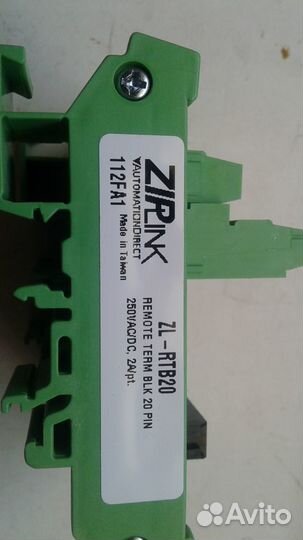 ZIPLINK
AUTOMATIONDIRECT
112FA1 Made in Taiwan
ZL-RTB20
REMOTE TERM BLK 20 PIN
250VAC/DC, 2A/pt.
Avito